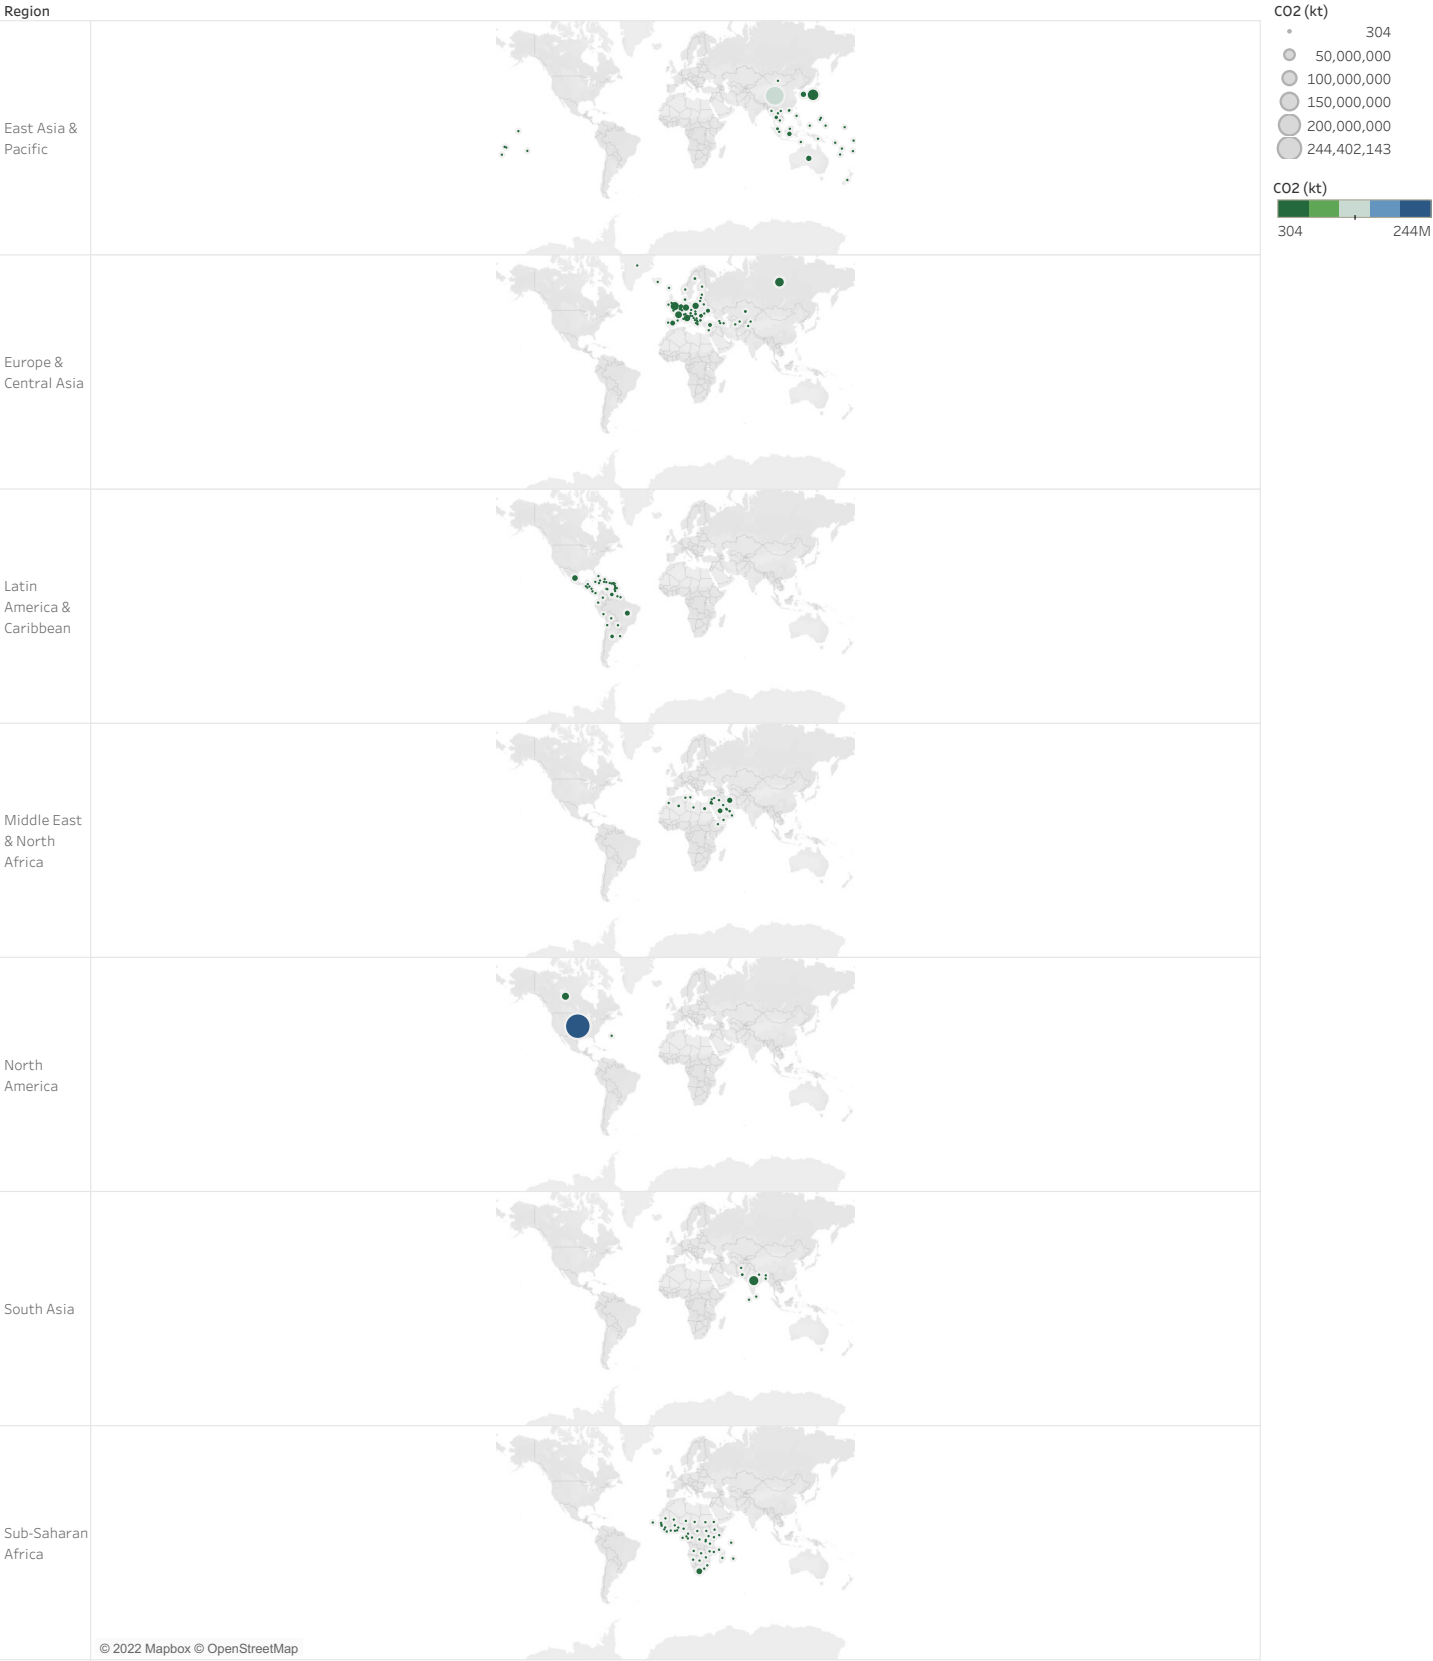 Region
East Asia &
Pacific
Europe &
Central Asia
Latin
America &
Caribbean
Middle East
& North
Africa
North
America
South Asia
Sub-Saharan
Africa
© 2022 Mapbox © OpenStreetMap
CO2 (kt)
304
50,000,000
100,000,000
150,000,000
200,000,000
244,402,143
CO2 (kt)
304 244M